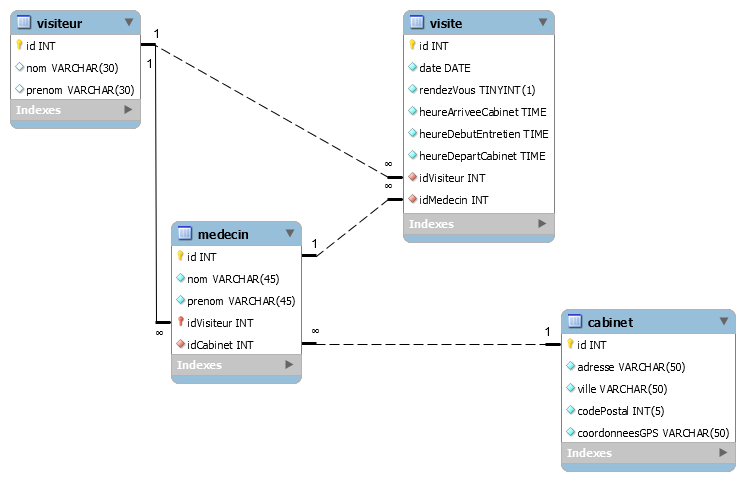 visiteur
id INT
nom VARCHAR(30)
prenom VARCHAR(30)
Indexes
1
1
visite
id INT
date DATE
rendezVous TINYINT(1)
heureArriveeCabinet TIME
heureDebutEntretien TIME
heureDepartCabinet TIME
idVisiteur INT
idMedecin INT
Indexes
∞
∞
medecin
id INT
nom VARCHAR(45)
prenom VARCHAR(45)
idVisiteur INT
idCabinet INT
Indexes
1
∞
∞
1
cabinet
id INT
adresse VARCHAR(50)
ville VARCHAR(50)
codePostal INT(5)
coordonneesGPS VARCHAR(50)
Indexes